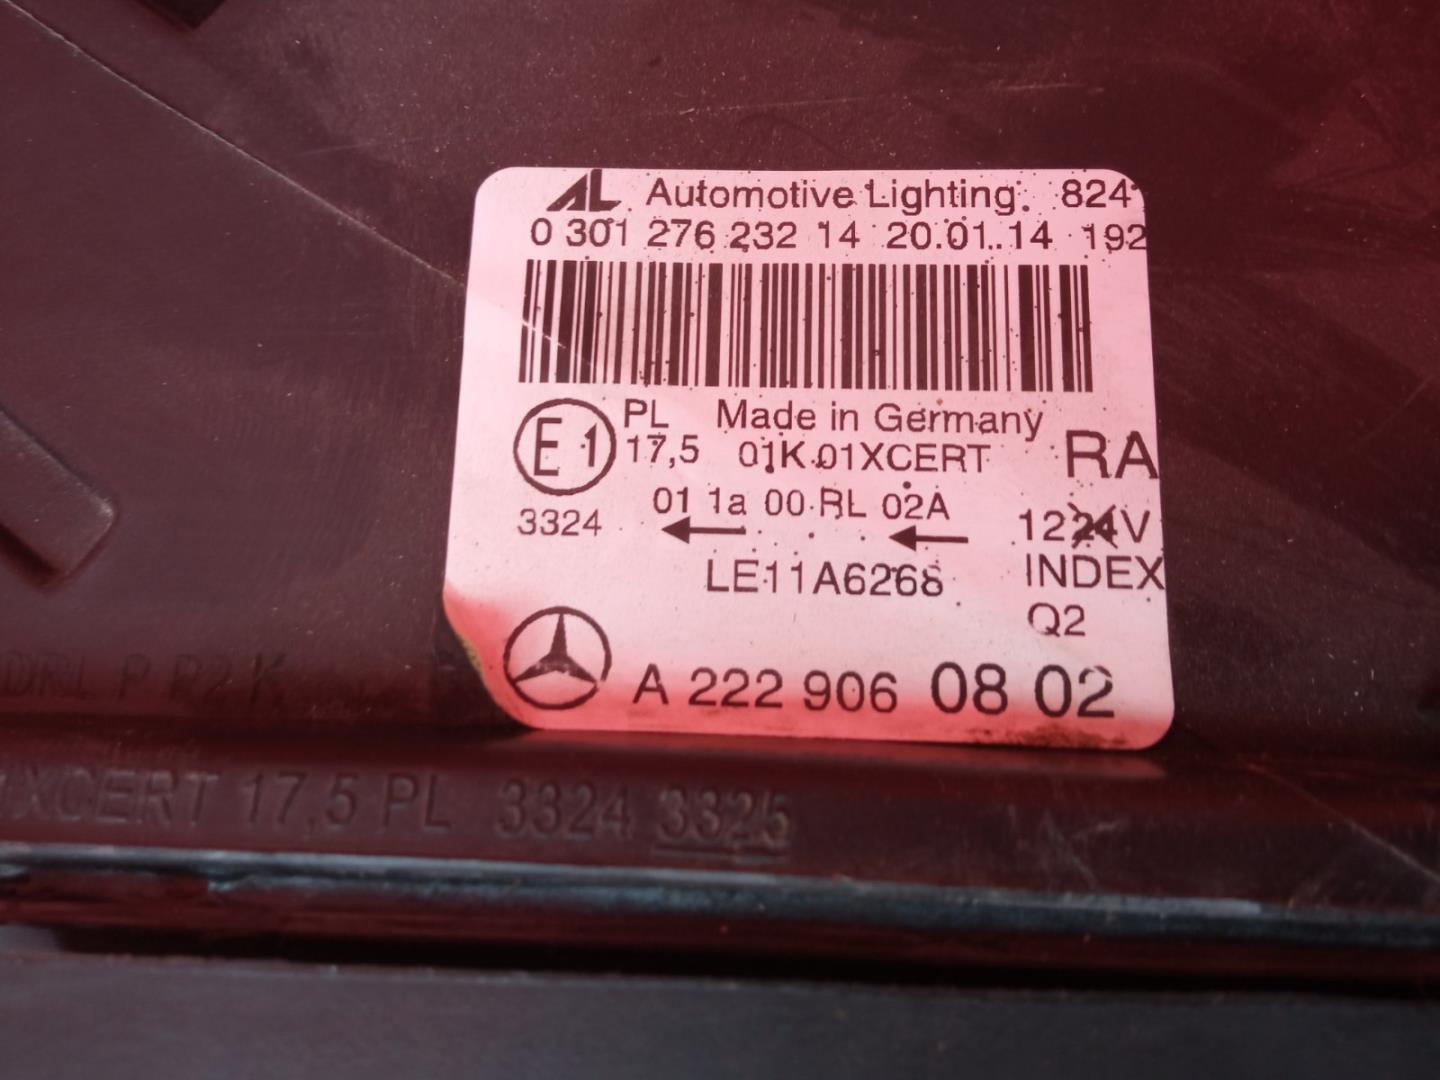 AL Automotive Lighting. 824
0 301 276 232 14 20.01.14 192
E1 PL Made in Germany
17,5 01K 01XCERT RA
01 1a 00 RL 02A
3324 1224V
LE11A6268 INDEX
Q2
A 222 906 08 02
DRL P P2 K
XCERT 17,5 PL 3324 3325